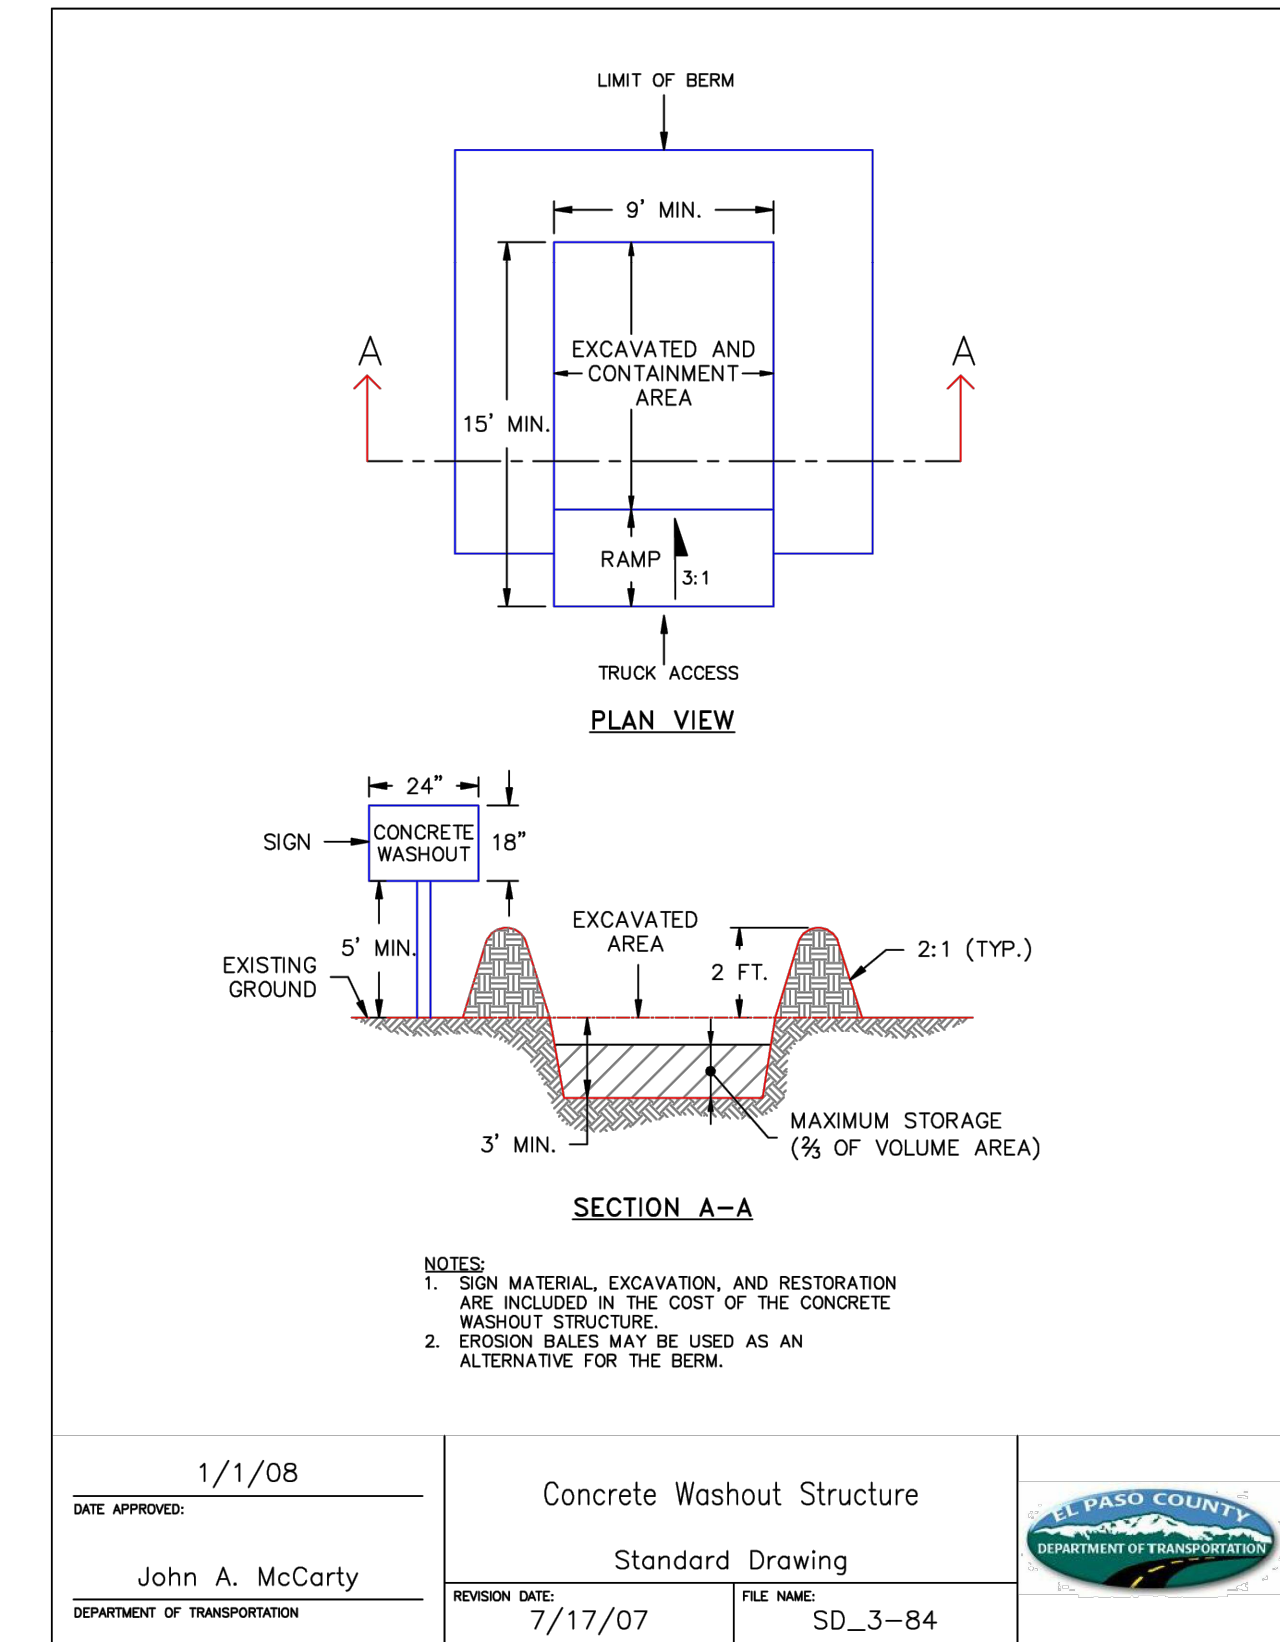 LIMIT OF BERM
9' MIN.
EXCAVATED AND
CONTAINMENT
AREA
A
A
15' MIN.
RAMP
3:1
TRUCK ACCESS
PLAN VIEW
24"
SIGN
CONCRETE
WASHOUT
18"
5' MIN.
EXISTING
GROUND
EXCAVATED
AREA
2 FT.
2:1 (TYP.)
3' MIN.
MAXIMUM STORAGE
(⅔ OF VOLUME AREA)
SECTION A-A
NOTES:
1. SIGN MATERIAL, EXCAVATION, AND RESTORATION
ARE INCLUDED IN THE COST OF THE CONCRETE
WASHOUT STRUCTURE.
2. EROSION BALES MAY BE USED AS AN
ALTERNATIVE FOR THE BERM.
1/1/08
DATE APPROVED:
John A. McCarty
DEPARTMENT OF TRANSPORTATION
Concrete Washout Structure
Standard Drawing
REVISION DATE:
7/17/07
FILE NAME:
SD_3-84
EL PASO COUNTY
DEPARTMENT OF TRANSPORTATION